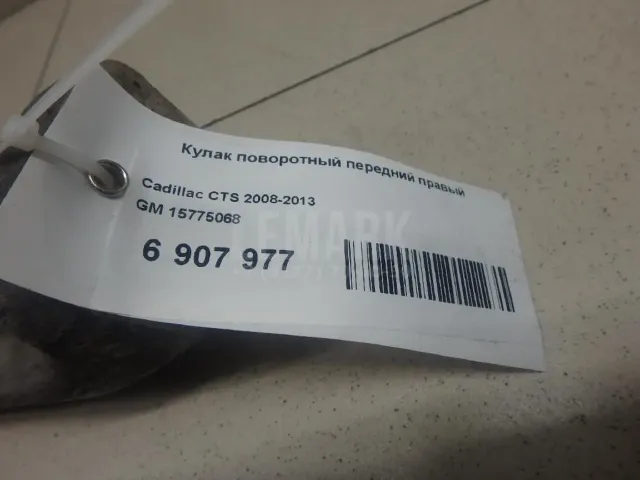 Кулак поворотный передний правый
Cadillac CTS 2008-2013
GM 15775068
6 907 977